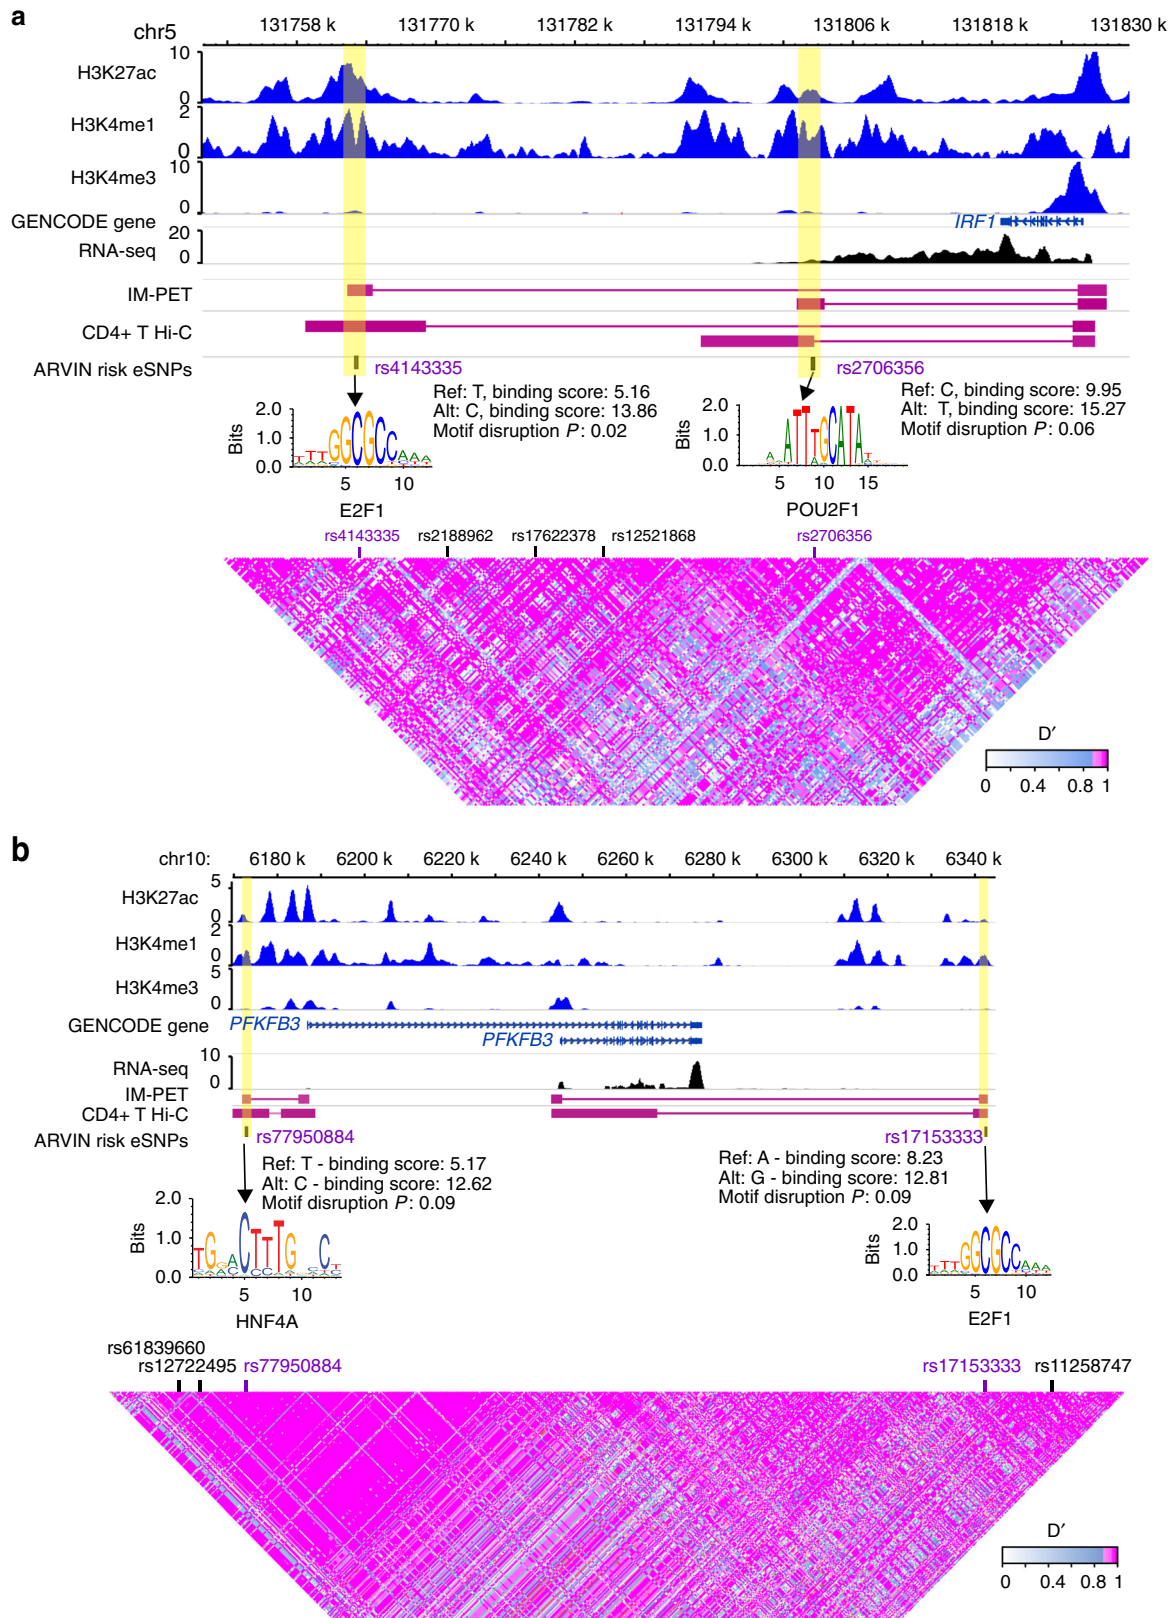 a
chr5
131758 k 131770 k 131782 k 131794 k 131806 k 131818 k 131830 k
H3K27ac 10 0
H3K4me1 2 0
H3K4me3 10 0
GENCODE gene IRF1
RNA-seq 20 0
IM-PET
CD4+ T Hi-C
ARVIN risk eSNPs rs4143335 rs2706356
Ref: T, binding score: 5.16
Alt: C, binding score: 13.86
Motif disruption P: 0.02
Ref: C, binding score: 9.95
Alt: T, binding score: 15.27
Motif disruption P: 0.06
Bits 2.0 1.0 0.0
5 10
E2F1
Bits 2.0 1.0 0.0
5 10 15
POU2F1
rs4143335 rs2188962 rs17622378 rs12521868 rs2706356
D′
0 0.4 0.8 1
b
chr10: 6180 k 6200 k 6220 k 6240 k 6260 k 6280 k 6300 k 6320 k 6340 k
H3K27ac 5 0
H3K4me1 2 0
H3K4me3 5 0
GENCODE gene PFKFB3
PFKFB3
RNA-seq 10 0
IM-PET
CD4+ T Hi-C
ARVIN risk eSNPs rs77950884 rs17153333
Ref: T - binding score: 5.17
Alt: C - binding score: 12.62
Motif disruption P: 0.09
Ref: A - binding score: 8.23
Alt: G - binding score: 12.81
Motif disruption P: 0.09
Bits 2.0 1.0 0.0
5 10
HNF4A
Bits 2.0 1.0 0.0
5 10
E2F1
rs61839660
rs12722495 rs77950884 rs17153333 rs11258747
D′
0 0.4 0.8 1